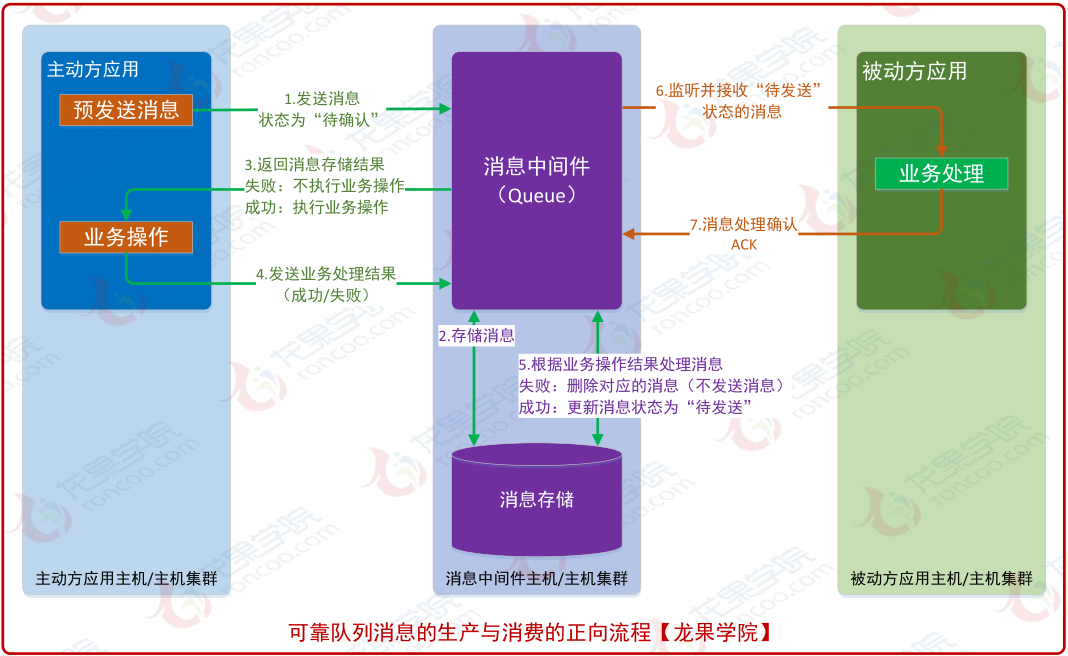 主动方应用
预发送消息
1.发送消息
状态为“待确认”
3.返回消息存储结果
失败：不执行业务操作
成功：执行业务操作
业务操作
4.发送业务处理结果
（成功/失败）
消息中间件
（Queue）
6.监听并接收“待发送”
状态的消息
被动方应用
业务处理
7.消息处理确认
ACK
2.存储消息
5.根据业务操作结果处理消息
失败：删除对应的消息（不发送消息）
成功：更新消息状态为“待发送”
消息存储
主动方应用主机/主机集群
消息中间件主机/主机集群
被动方应用主机/主机集群
可靠队列消息的生产与消费的正向流程【龙果学院】
龙果学院
roncoo.com